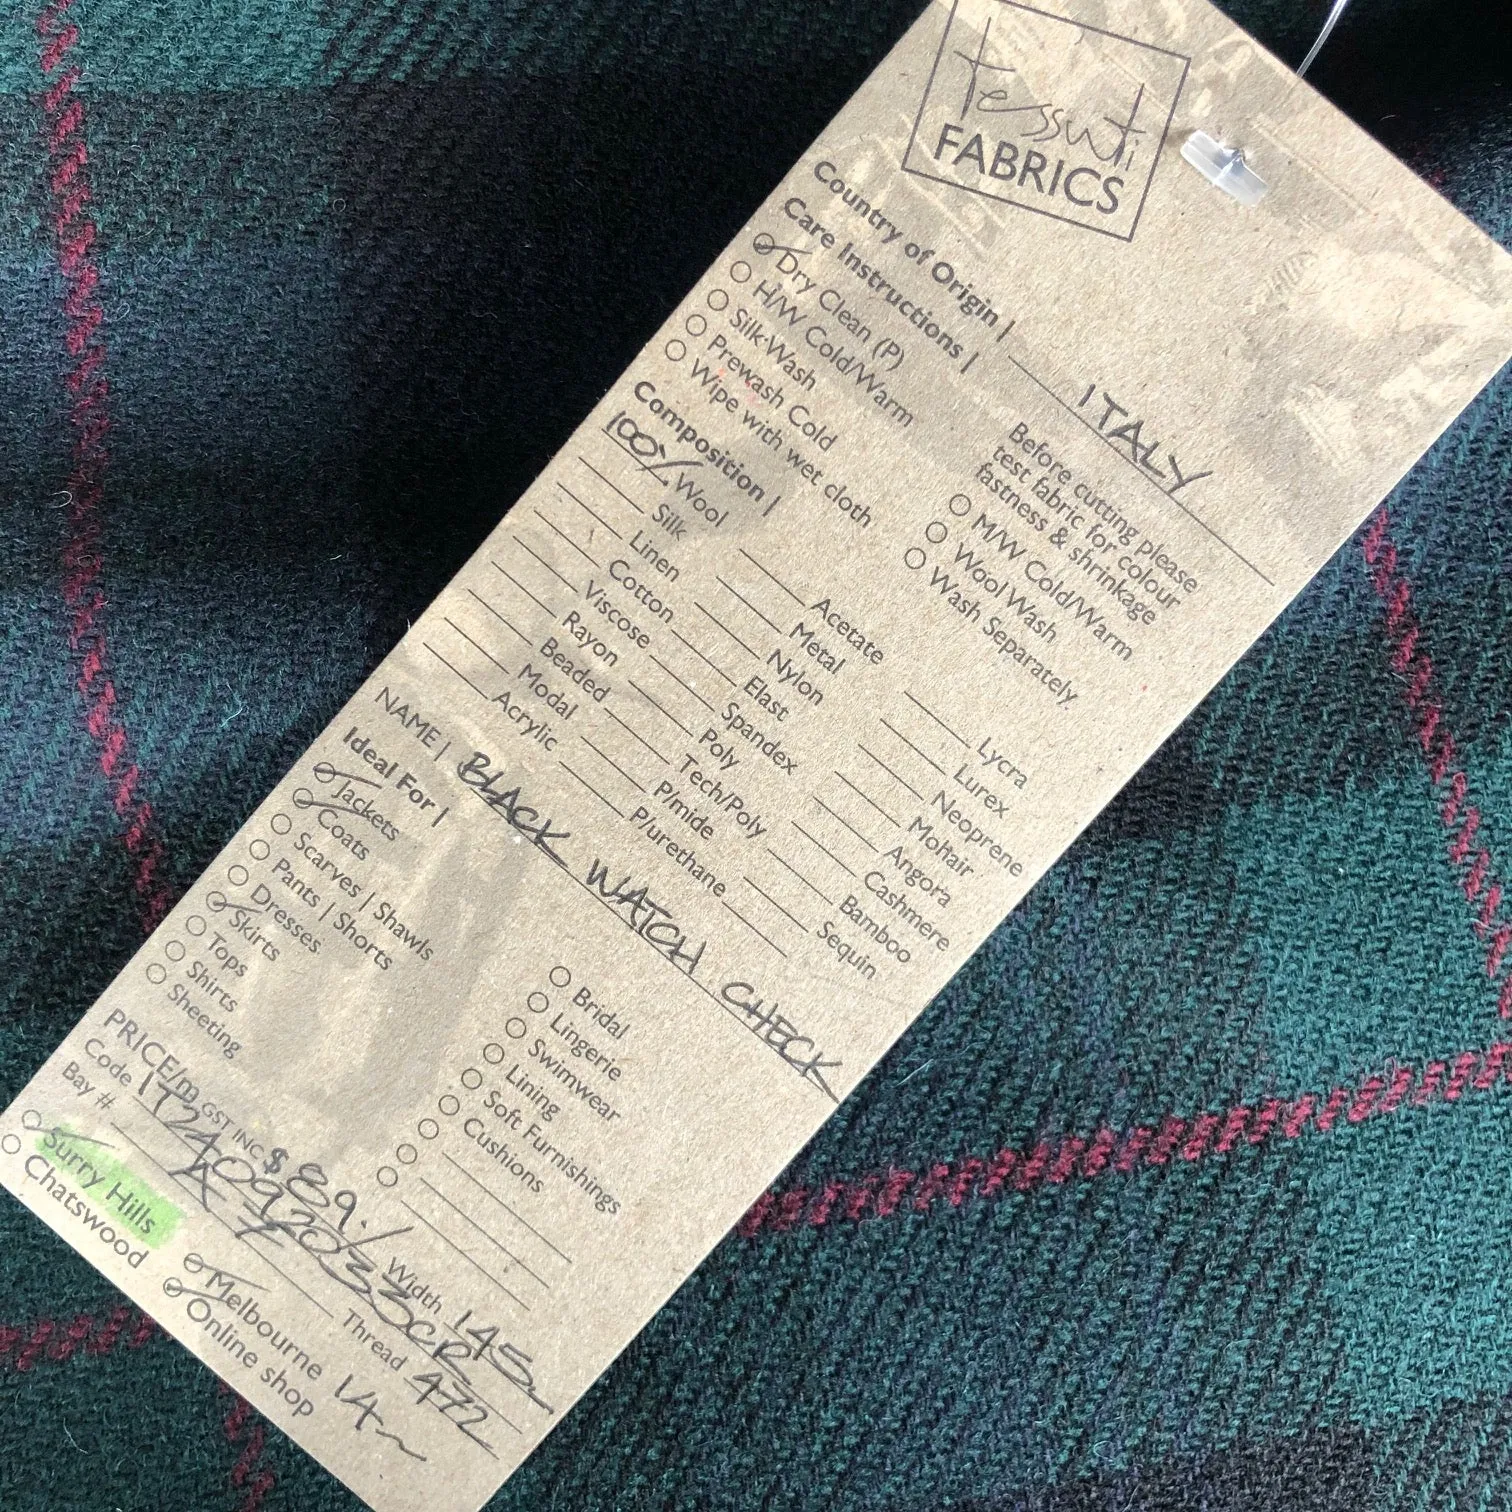 tessuti
FABRICS
Country of Origin | ITALY
Care Instructions |
Dry Clean (P)
H/W Cold/Warm
Silk-Wash
Prewash Cold
Wipe with wet cloth
Before cutting please
test fabric for colour
fastness & shrinkage
M/W Cold/Warm
Wool Wash
Wash Separately
Composition |
100% Wool
Silk
Linen
Cotton
Viscose
Rayon
Beaded
Modal
Acrylic
Acetate
Metal
Nylon
Elast
Spandex
Poly
Tech/Poly
P/mide
P/urethane
Lycra
Lurex
Neoprene
MoHair
Angora
Cashmere
Bamboo
Sequin
NAME | BLACK WATCH CHECK
Ideal For |
Jackets
Coats
Scarves | Shawls
Pants | Shorts
Dresses
Skirts
Tops
Shirts
Sheeting
Bridal
Lingerie
Swimwear
Lining
Soft Furnishings
Cushions
PRICE/m GST INC $ 89./ Width 145
Code IT24092033CR
Bay # Thread 472
Surry Hills
Chatswood
Melbourne 14
Online shop